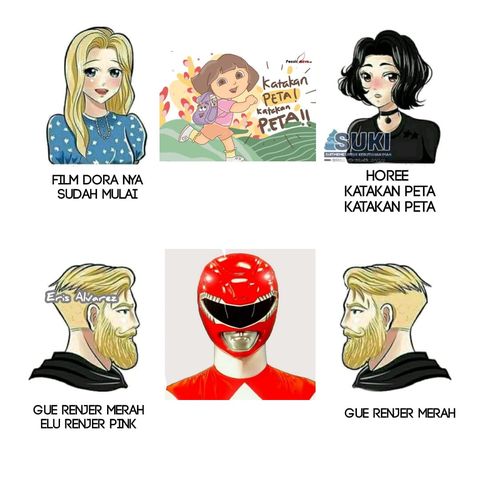 Katakan
PETA!
Katakan
P.E.T.A!!
SUKI
FILM DORA NYA
SUDAH MULAI
HOREE
KATAKAN PETA
KATAKAN PETA
Eris Alvarez
GUE RENJER MERAH
ELU RENJER PINK
GUE RENJER MERAH